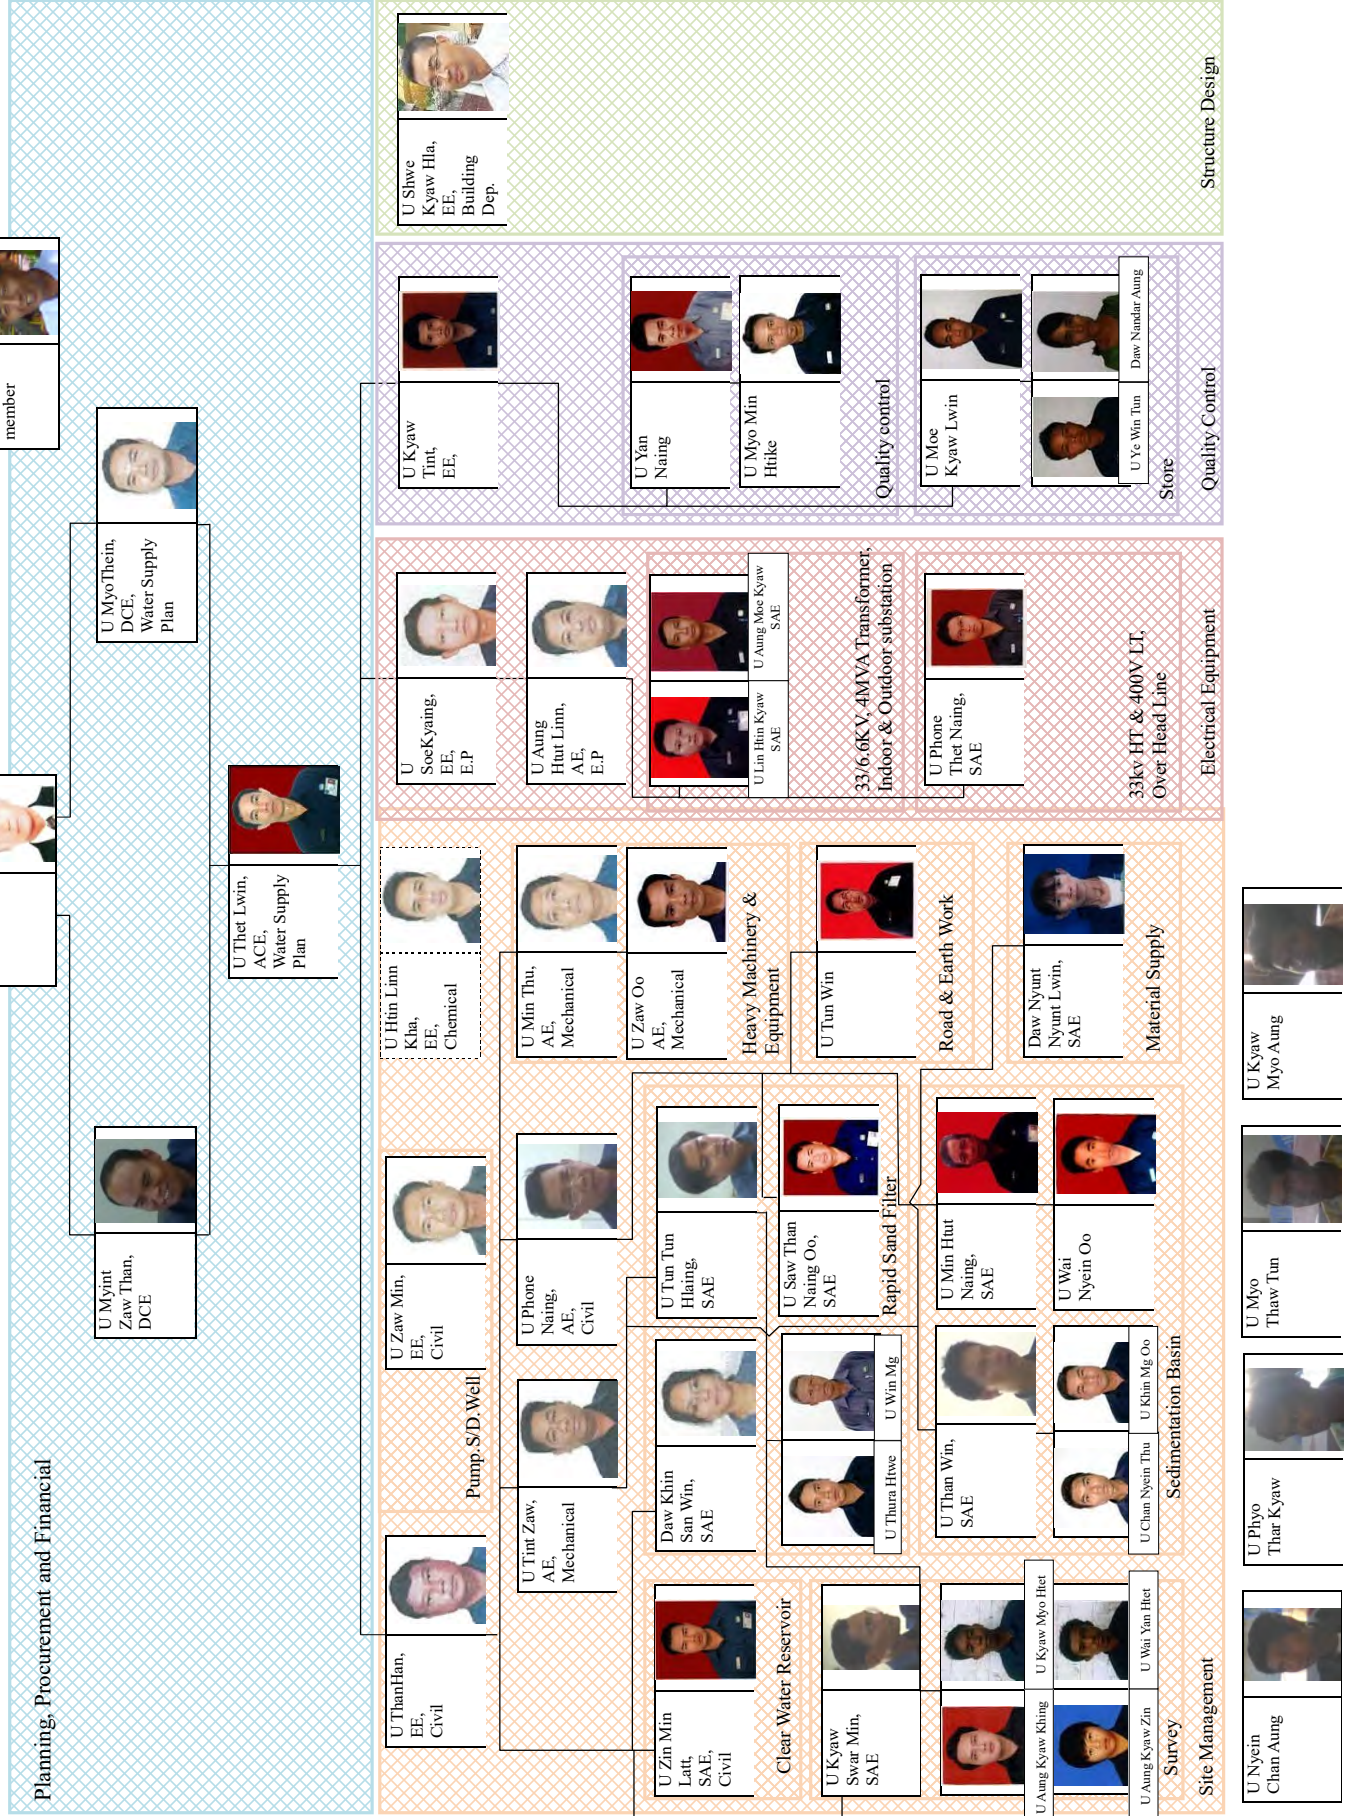 Planning, Procurement and Financial
member
U MyoThein,
DCE,
Water Supply
Plan
U Myint
Zaw Than,
DCE
U Thet Lwin,
ACE,
Water Supply
Plan
U ThanHan,
EE,
Civil
U Zaw Min,
EE,
Civil
Pump.S/D.Well
U Htin Linn
Kha,
EE,
Chemical
U
SoeKyaing,
EE,
E.P
U Kyaw
Tint,
EE,
U Shwe
Kyaw Hla,
EE,
Building
Dep.
U Tint Zaw,
AE,
Mechanical
U Phone
Naing,
AE,
Civil
U Min Thu,
AE,
Mechanical
U Zaw Oo
AE,
Mechanical
Heavy Machinery &
Equipment
U Aung
Htut Linn,
AE,
E.P
U Lin Htin Kyaw
SAE
U Aung Moe Kyaw
SAE
33/6.6KV, 4MVA Transformer,
Indoor & Outdoor substation
U Phone
Thet Naing,
SAE
33kv HT & 400V LT,
Over Head Line
Electrical Equipment
U Yan
Naing
U Myo Min
Htike
Quality control
U Moe
Kyaw Lwin
U Ye Win Tun
Daw Nandar Aung
Store
Quality Control
Structure Design
U Zin Min
Latt,
SAE,
Civil
Clear Water Reservoir
Daw Khin
San Win,
SAE
U Tun Tun
Hlaing,
SAE
U Thura Htwe
U Win Mg
U Saw Than
Naing Oo,
SAE
Rapid Sand Filter
U Tun Win
Road & Earth Work
Daw Nyunt
Nyunt Lwin,
SAE
Material Supply
U Than Win,
SAE
U Min Htut
Naing,
SAE
U Chan Nyein Thu
U Khin Mg Oo
U Wai
Nyein Oo
Sedimentation Basin
U Kyaw
Swar Min,
SAE
U Aung Kyaw Khing
U Kyaw Myo Htet
U Aung Kyaw Zin
U Wai Yan Htet
Survey
Site Management
U Nyein
Chan Aung
U Phyo
Thar Kyaw
U Myo
Thaw Tun
U Kyaw
Myo Aung